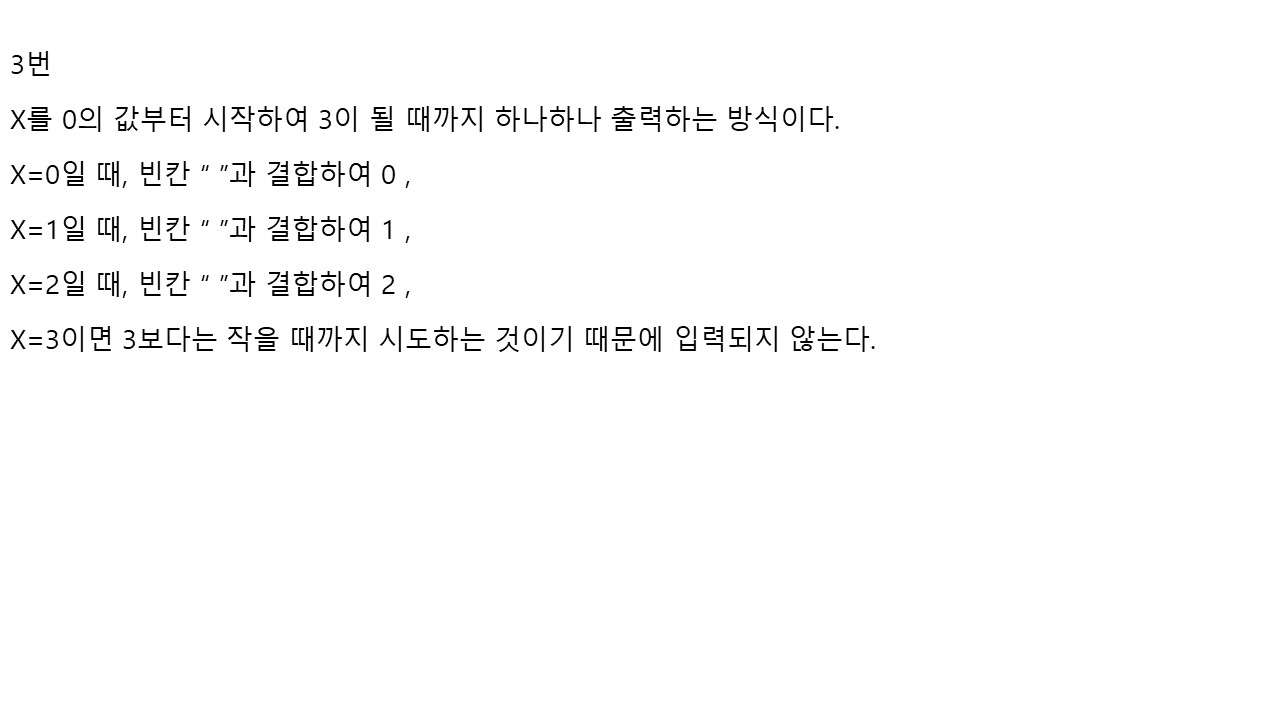 3번
X를 0의 값부터 시작하여 3이 될 때까지 하나하나 출력하는 방식이다.
X=0일 때, 빈칸 “ ”과 결합하여 0 ,
X=1일 때, 빈칸 “ ”과 결합하여 1 ,
X=2일 때, 빈칸 “ ”과 결합하여 2 ,
X=3이면 3보다는 작을 때까지 시도하는 것이기 때문에 입력되지 않는다.